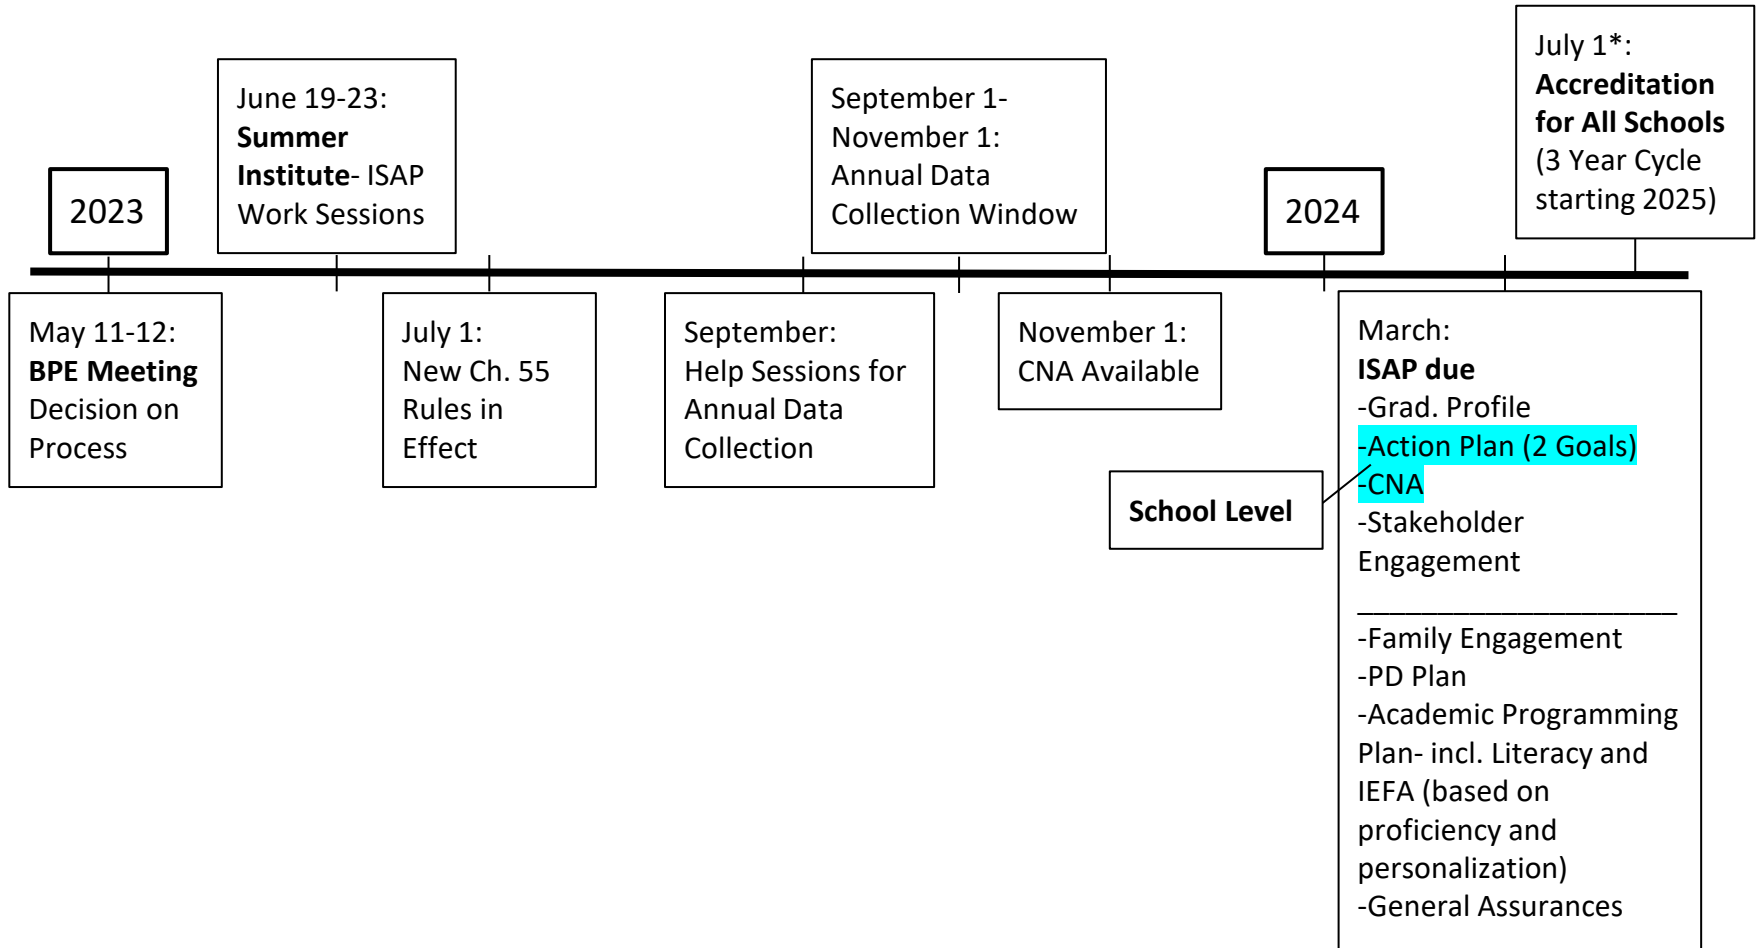 2023
May 11-12:
BPE Meeting
Decision on
Process
June 19-23:
Summer
Institute- ISAP
Work Sessions
July 1:
New Ch. 55
Rules in
Effect
September:
Help Sessions for
Annual Data
Collection
September 1-
November 1:
Annual Data
Collection Window
November 1:
CNA Available
2024
March:
ISAP due
-Grad. Profile
-Action Plan (2 Goals)
-CNA
-Stakeholder
Engagement
____________________
-Family Engagement
-PD Plan
-Academic Programming
Plan- incl. Literacy and
IEFA (based on
proficiency and
personalization)
-General Assurances
School Level
July 1*:
Accreditation
for All Schools
(3 Year Cycle
starting 2025)